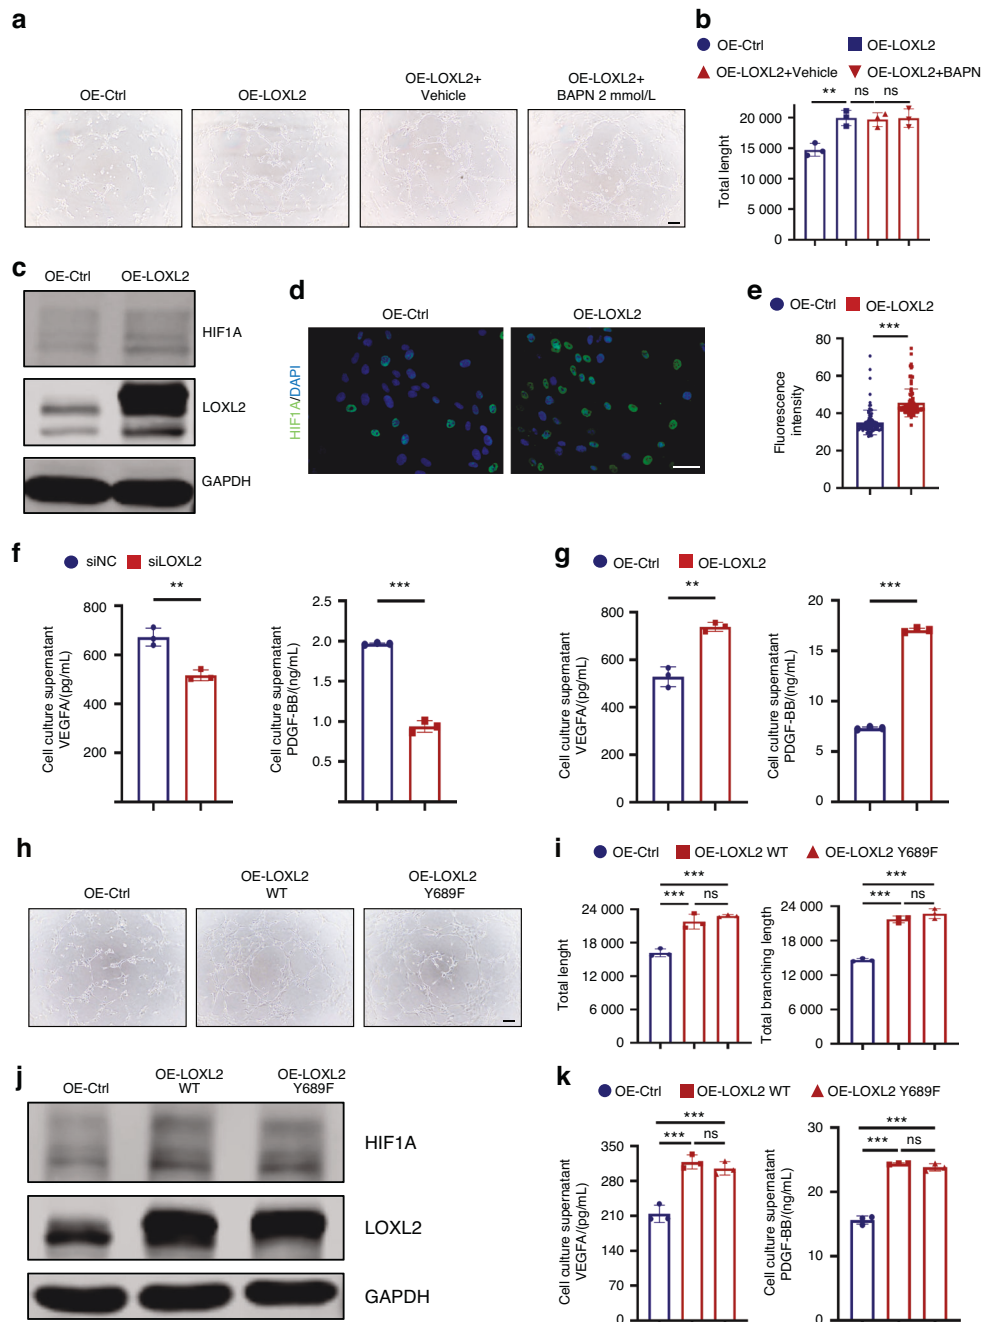 a
OE-Ctrl
OE-LOXL2
OE-LOXL2+
Vehicle
OE-LOXL2+
BAPN 2 mmol/L
b
OE-Ctrl
OE-LOXL2
OE-LOXL2+Vehicle
OE-LOXL2+BAPN
** ns ns
Total lenght
20 000
15 000
10 000
5 000
0
c
OE-Ctrl
OE-LOXL2
HIF1A
LOXL2
GAPDH
d
OE-Ctrl
OE-LOXL2
HIF1A/DAPI
e
OE-Ctrl
OE-LOXL2
***
Fluorescence
intensity
80
60
40
20
0
f
siNC
siLOXL2
**
Cell culture supernatant
VEGFA/(pg/mL)
800
600
400
200
***
Cell culture supernatant
PDGF-BB/(ng/mL)
2.5
2.0
1.5
1.0
0.5
g
OE-Ctrl
OE-LOXL2
**
Cell culture supernatant
VEGFA/(pg/mL)
800
600
400
200
0
***
Cell culture supernatant
PDGF-BB/(ng/mL)
20
15
10
5
0
h
OE-Ctrl
OE-LOXL2
WT
OE-LOXL2
Y689F
i
OE-Ctrl
OE-LOXL2 WT
OE-LOXL2 Y689F
***
*** ns
Total lenght
24 000
18 000
12 000
6 000
0
***
*** ns
Total branching length
24 000
18 000
12 000
6 000
0
j
OE-Ctrl
OE-LOXL2
WT
OE-LOXL2
Y689F
HIF1A
LOXL2
GAPDH
k
OE-Ctrl
OE-LOXL2 WT
OE-LOXL2 Y689F
***
*** ns
Cell culture supernatant
VEGFA/(pg/mL)
350
280
210
140
70
0
***
*** ns
Cell culture supernatant
PDGF-BB/(ng/mL)
30
20
10
0